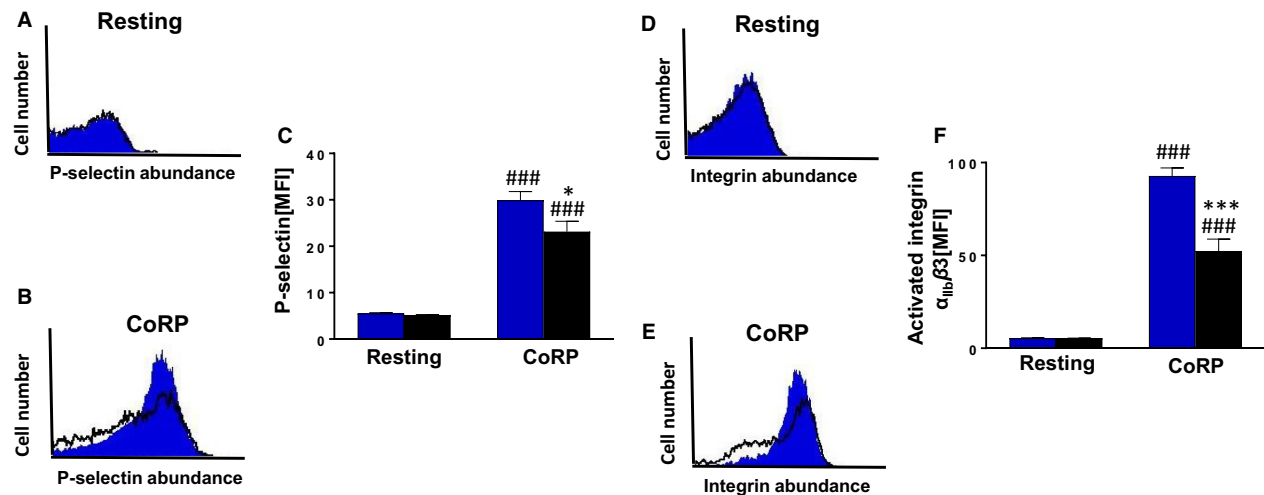 A
Resting
Cell number
P-selectin abundance
B
CoRP
Cell number
P-selectin abundance
C
P-selectin[MFI]
40
30
20
10
0
###
*
###
Resting
CoRP
D
Resting
Cell number
Integrin abundance
E
CoRP
Cell number
Integrin abundance
F
Activated integrin
αIIbβ3[MFI]
100
50
0
###
***
###
Resting
CoRP